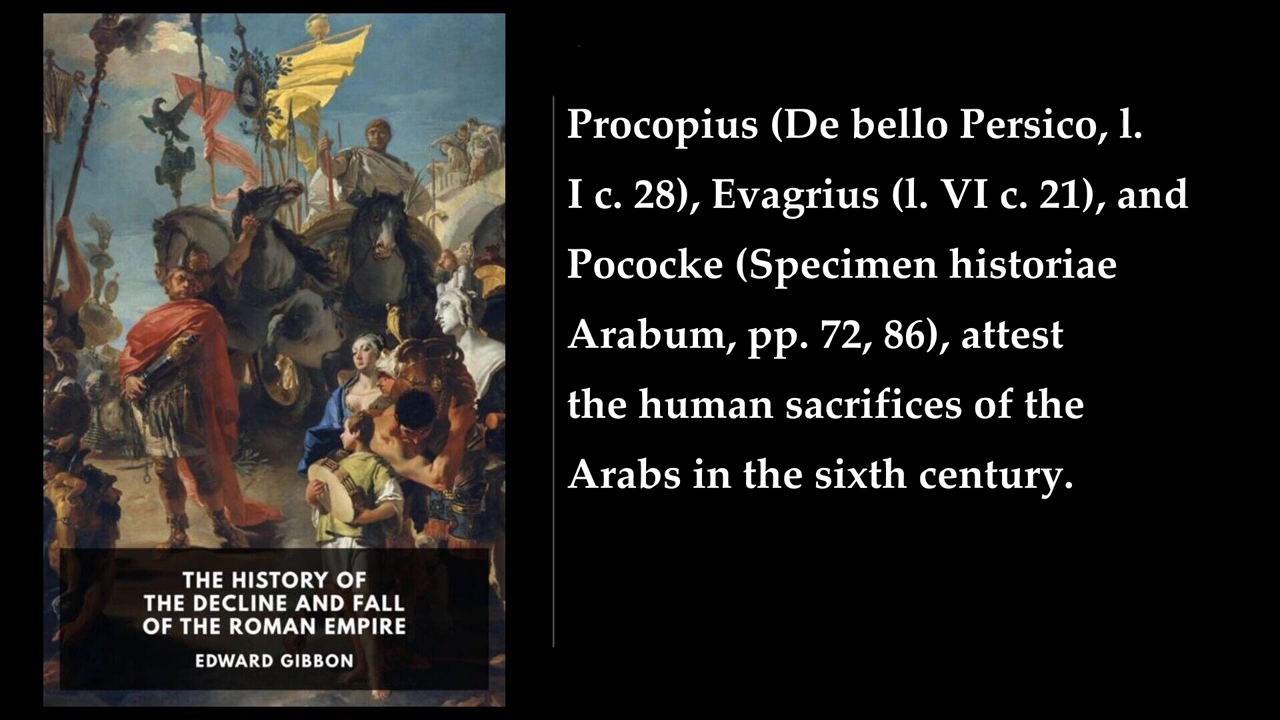 THE HISTORY OF
THE DECLINE AND FALL
OF THE ROMAN EMPIRE
EDWARD GIBBON
Procopius (De bello Persico, l.
I c. 28), Evagrius (l. VI c. 21), and
Pococke (Specimen historiae
Arabum, pp. 72, 86), attest
the human sacrifices of the
Arabs in the sixth century.